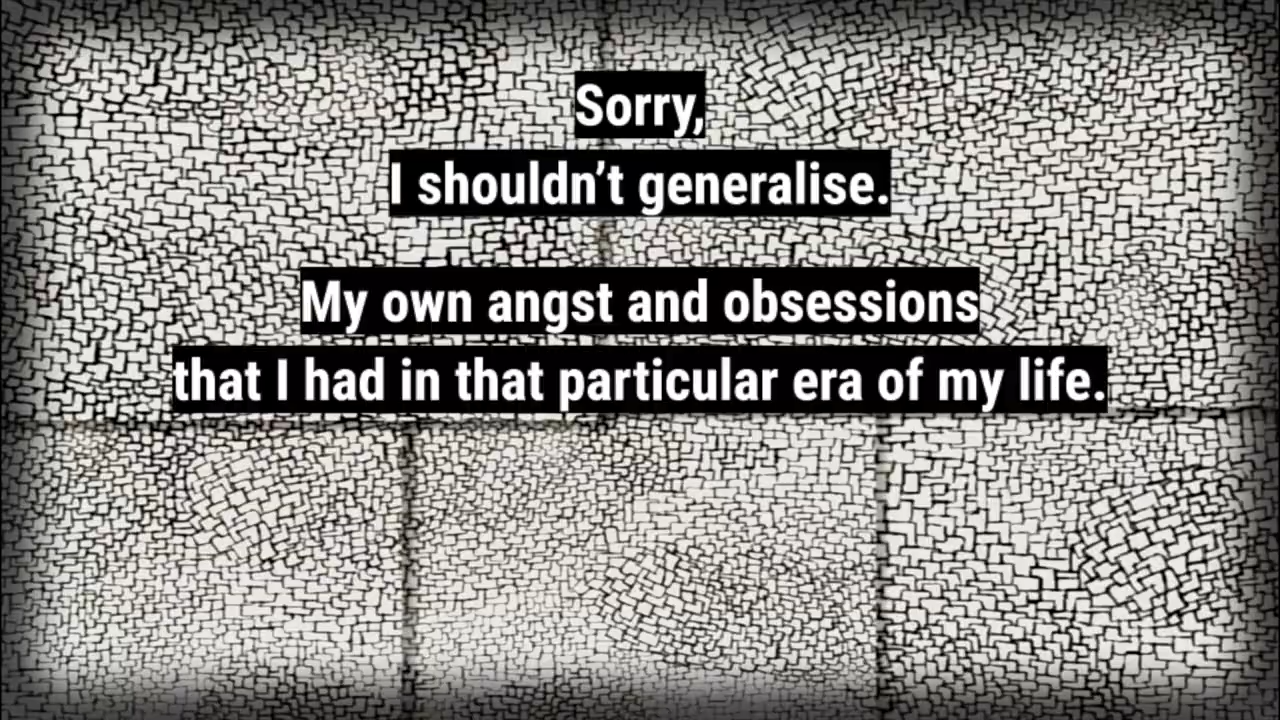 Sorry,
I shouldn’t generalise.
My own angst and obsessions
that I had in that particular era of my life.